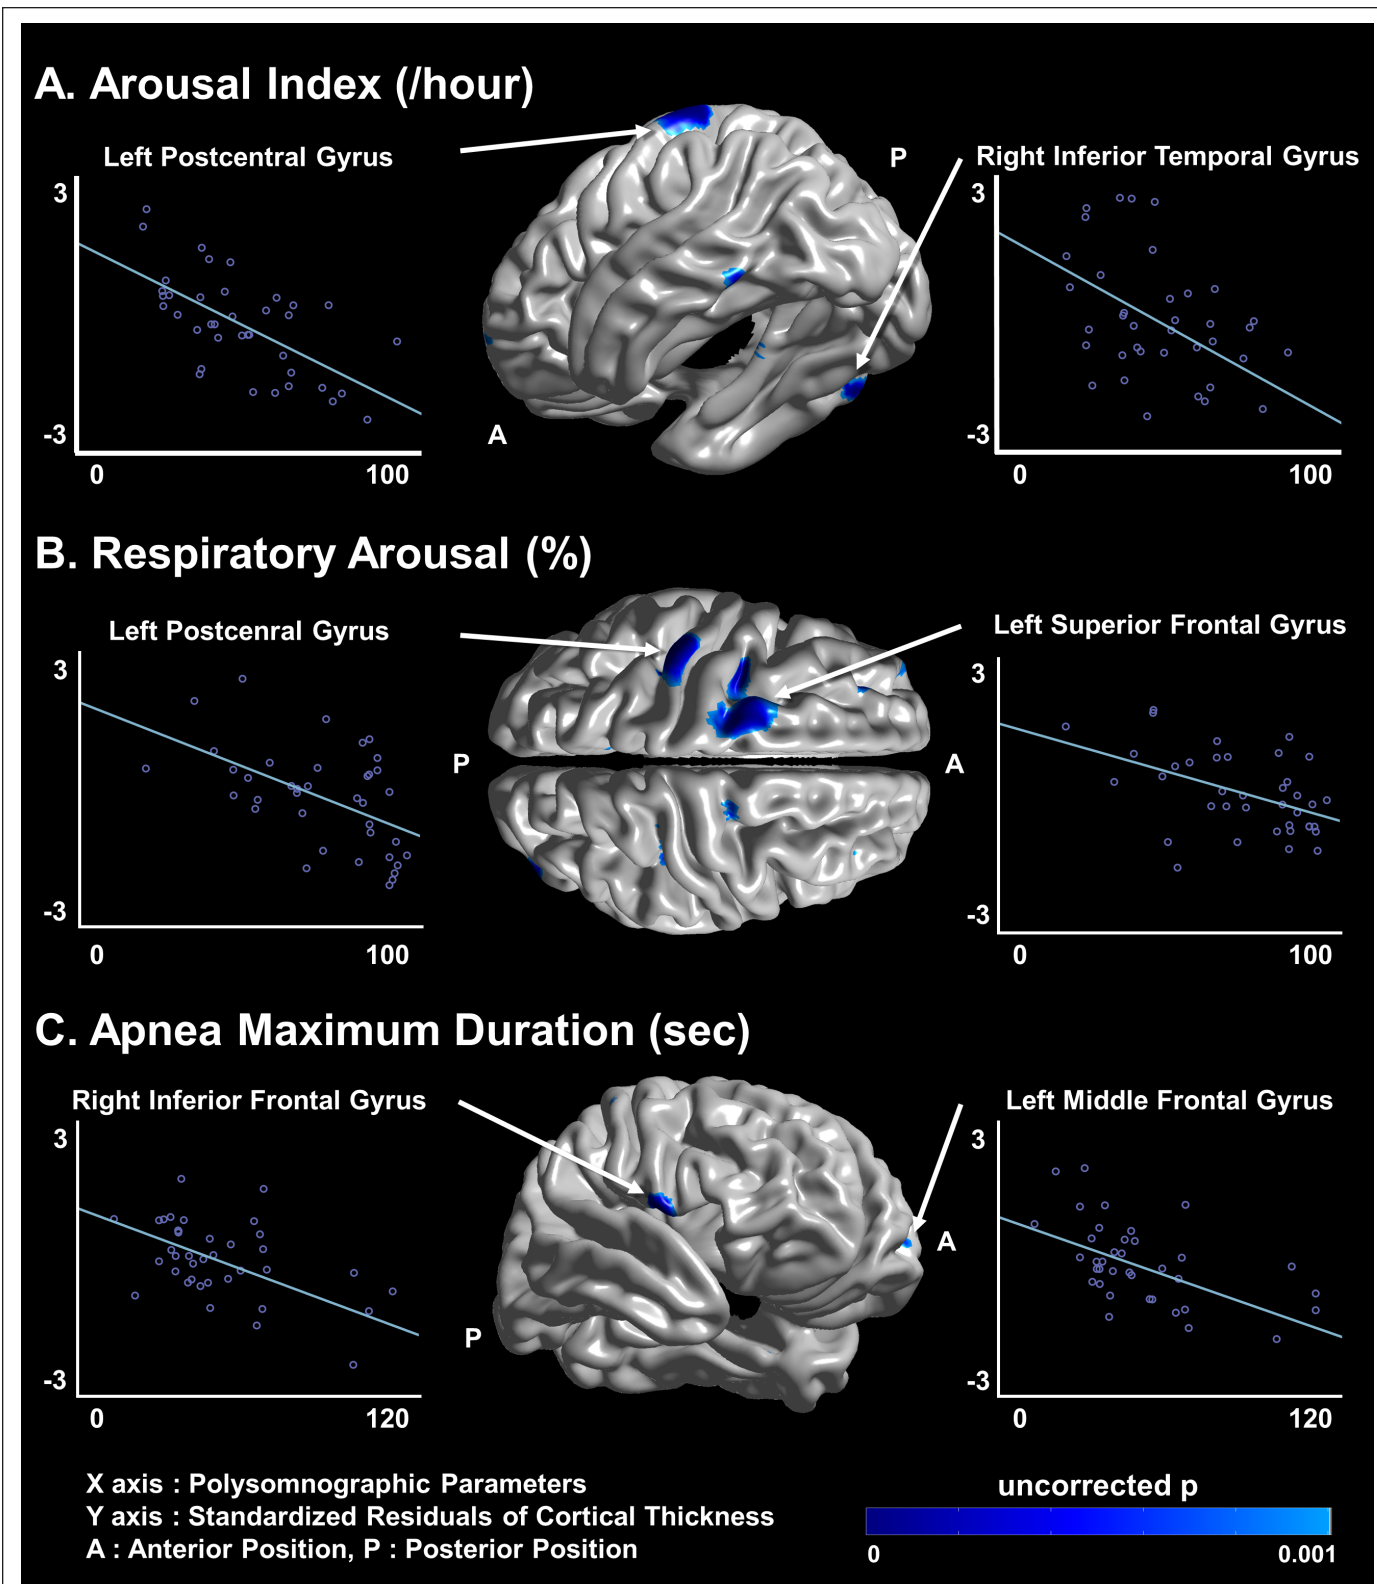 A. Arousal Index (/hour)
Left Postcentral Gyrus
P
Right Inferior Temporal Gyrus
3
3
-3
A
-3
0
100
0
100
B. Respiratory Arousal (%)
Left Postcenral Gyrus
Left Superior Frontal Gyrus
3
3
P
A
-3
-3
0
100
0
100
C. Apnea Maximum Duration (sec)
Right Inferior Frontal Gyrus
Left Middle Frontal Gyrus
3
3
A
P
-3
-3
0
120
0
120
X axis : Polysomnographic Parameters
Y axis : Standardized Residuals of Cortical Thickness
A : Anterior Position, P : Posterior Position
uncorrected p
0
0.001